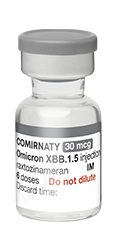 COMIRNATY 30 mcg
Omicron XBB.1.5 injection
raxtozinameran IM
6 doses Do not dilute
Discard time: